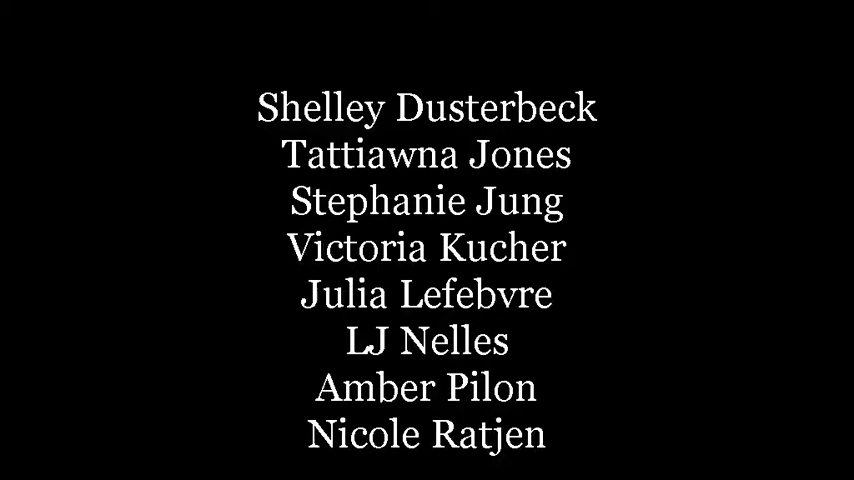 Shelley Dusterbeck
Tattiawna Jones
Stephanie Jung
Victoria Kucher
Julia Lefebvre
LJ Nelles
Amber Pilon
Nicole Ratjen